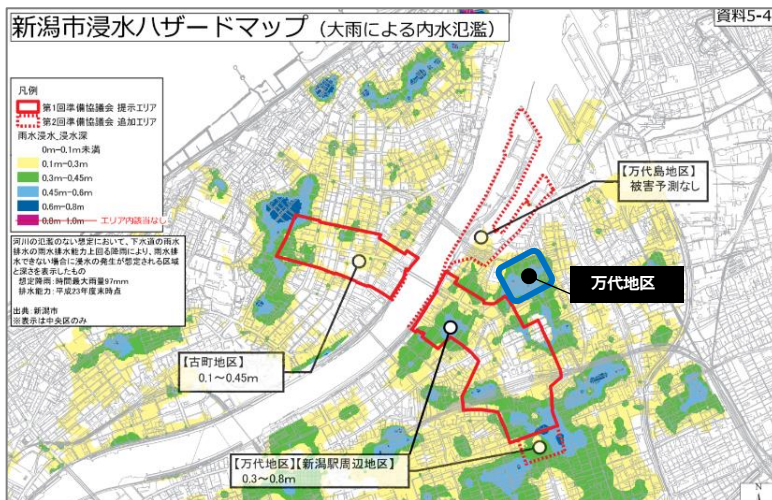 新潟市浸水ハザードマップ（大雨による内水氾濫）
資料5-4
凡例
第1回準備協議会 提示エリア
第2回準備協議会 追加エリア
雨水浸水_浸水深
0m-0.1m未満
0.1m-0.3m
0.3m-0.45m
0.45m-0.6m
0.6m-0.8m
0.8m-1.0m エリア内該当なし
河川の氾濫のない想定において、下水道の雨水
排水の雨水排水能力上回る降雨により、雨水排
水できない場合に浸水の発生が想定される区域
と深さを表示したもの
想定降雨:時間最大雨量97mm
排水能力:平成23年度末時点
出典:新潟市
※表示は中央区のみ
【万代島地区】
被害予測なし
万代地区
【古町地区】
0.1～0.45m
【万代地区】【新潟駅周辺地区】
0.3～0.8m
N